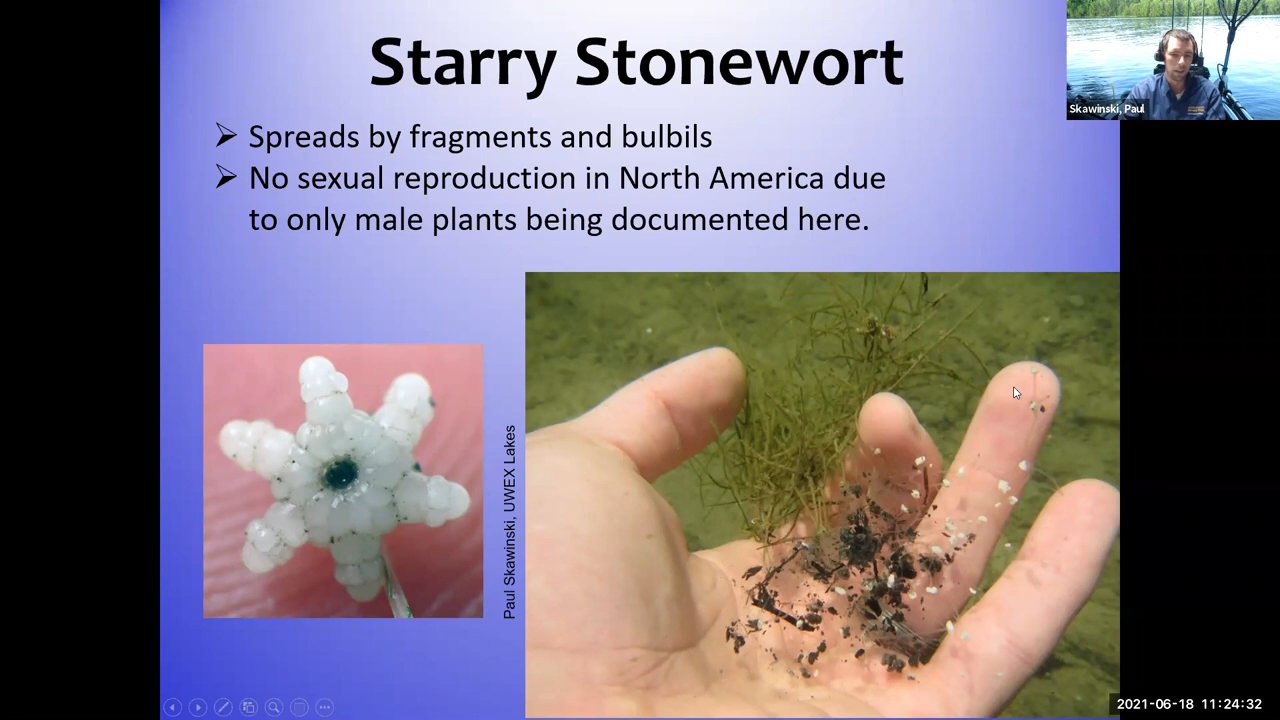 Starry Stonewort
Skawinski, Paul
➢ Spreads by fragments and bulbils
➢ No sexual reproduction in North America due
to only male plants being documented here.
Paul Skawinski, UWEX Lakes
2021-06-18 11:24:32